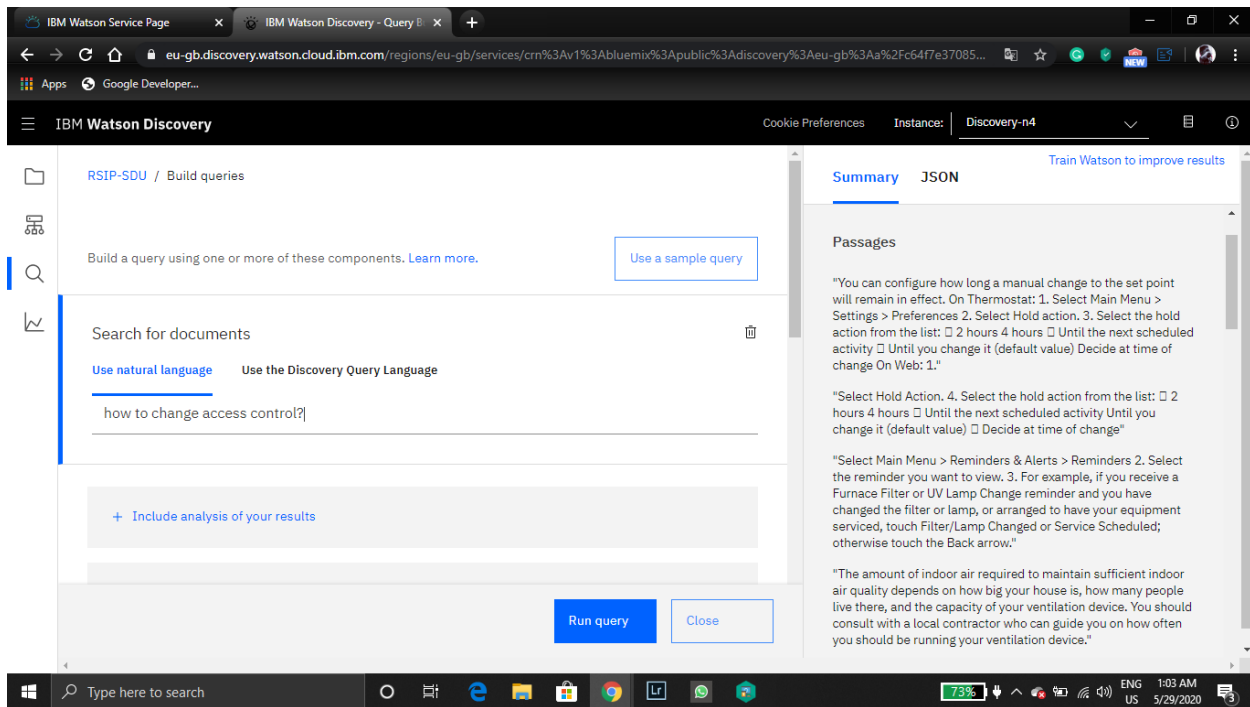 IBM Watson Service Page
IBM Watson Discovery - Query B
eu-gb.discovery.watson.cloud.ibm.com/regions/eu-gb/services/crn%3Av1%3Abluemix%3Apublic%3Adiscovery%3Aeu-gb%3Aa%2Fc64f7e37085...
NEW
Apps
Google Developer...
IBM Watson Discovery
Cookie Preferences
Instance:
Discovery-n4
RSIP-SDU / Build queries
Build a query using one or more of these components. Learn more.
Use a sample query
Search for documents
Use natural language
Use the Discovery Query Language
how to change access control?
+ Include analysis of your results
Run query
Close
Train Watson to improve results
Summary
JSON
Passages
"You can configure how long a manual change to the set point
will remain in effect. On Thermostat: 1. Select Main Menu >
Settings > Preferences 2. Select Hold action. 3. Select the hold
action from the list: 2 hours 4 hours Until the next scheduled
activity Until you change it (default value) Decide at time of
change On Web: 1."
"Select Hold Action. 4. Select the hold action from the list: 2
hours 4 hours Until the next scheduled activity Until you
change it (default value) Decide at time of change"
"Select Main Menu > Reminders & Alerts > Reminders 2. Select
the reminder you want to view. 3. For example, if you receive a
Furnace Filter or UV Lamp Change reminder and you have
changed the filter or lamp, or arranged to have your equipment
serviced, touch Filter/Lamp Changed or Service Scheduled;
otherwise touch the Back arrow."
"The amount of indoor air required to maintain sufficient indoor
air quality depends on how big your house is, how many people
live there, and the capacity of your ventilation device. You should
consult with a local contractor who can guide you on how often
you should be running your ventilation device."
Type here to search
Lr
73%
ENG
US
1:03 AM
5/29/2020
3